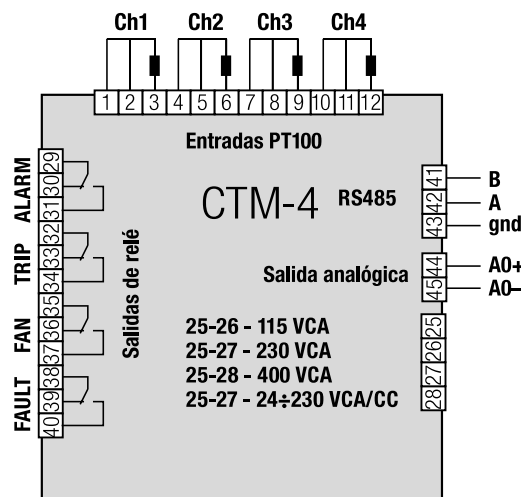 Ch1 Ch2 Ch3 Ch4
1 2 3 4 5 6 7 8 9 10 11 12
Entradas PT100
CTM-4
RS485
41 B
42 A
43 gnd
Salida analógica
44 A0+
45 A0–
ALARM
29
30
31
TRIP
32
33
34
FAN
35
36
37
FAULT
38
39
40
Salidas de relé
25-26 - 115 VCA
25-27 - 230 VCA
25-28 - 400 VCA
25-27 - 24÷230 VCA/CC
25
26
27
28